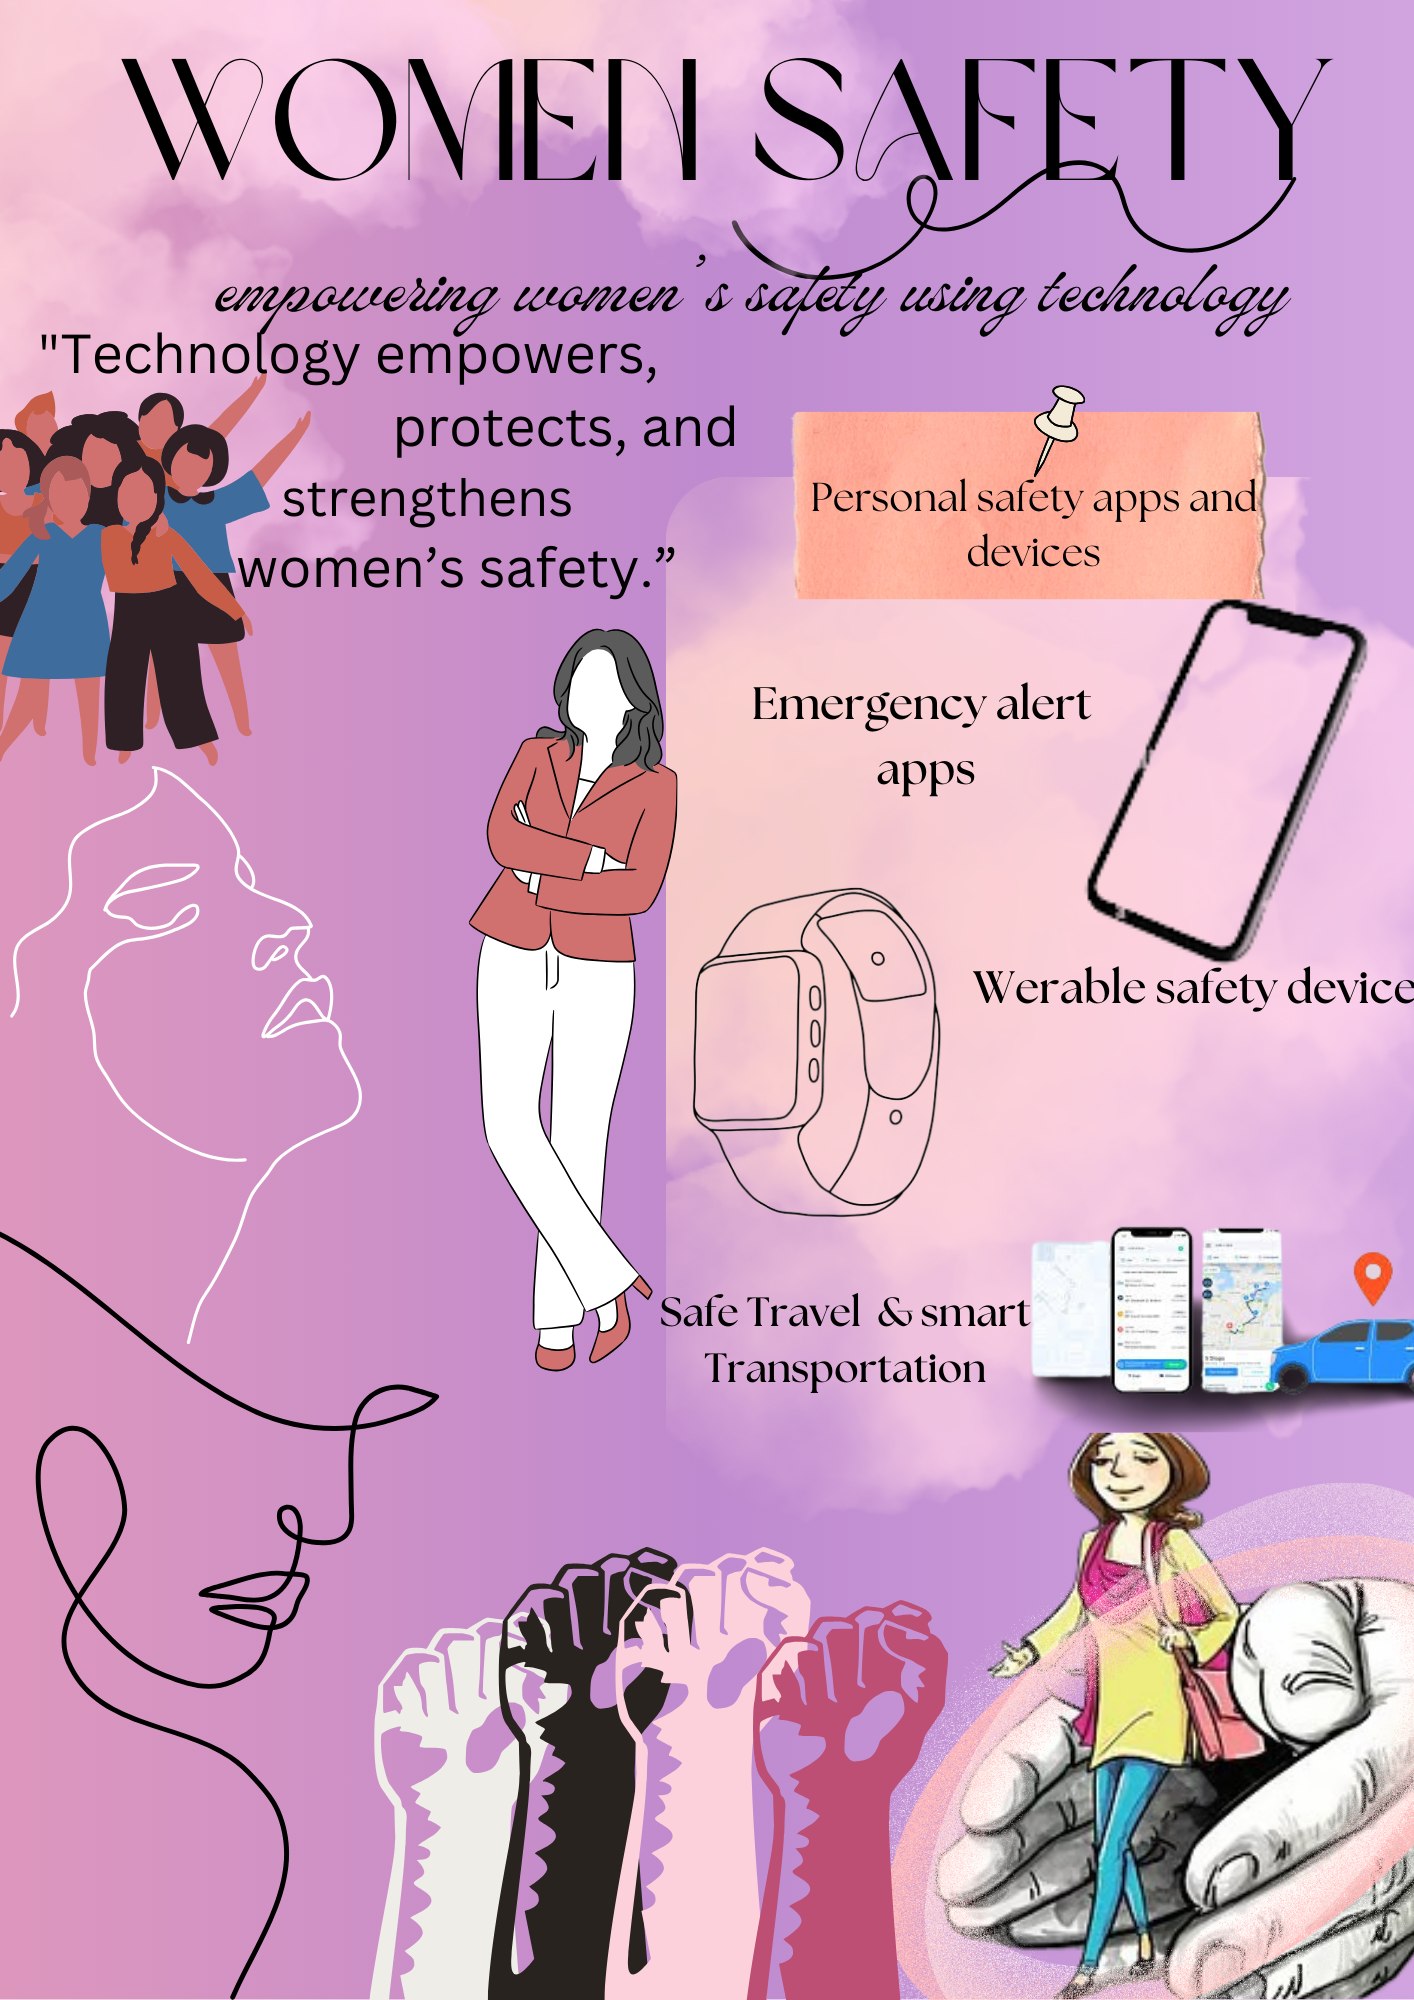 WOMEN SAFETY
empowering women's safety using technology
"Technology empowers,
protects, and
strengthens
women’s safety.”
Personal safety apps and
devices
Emergency alert
apps
Werable safety device
Safe Travel & smart
Transportation